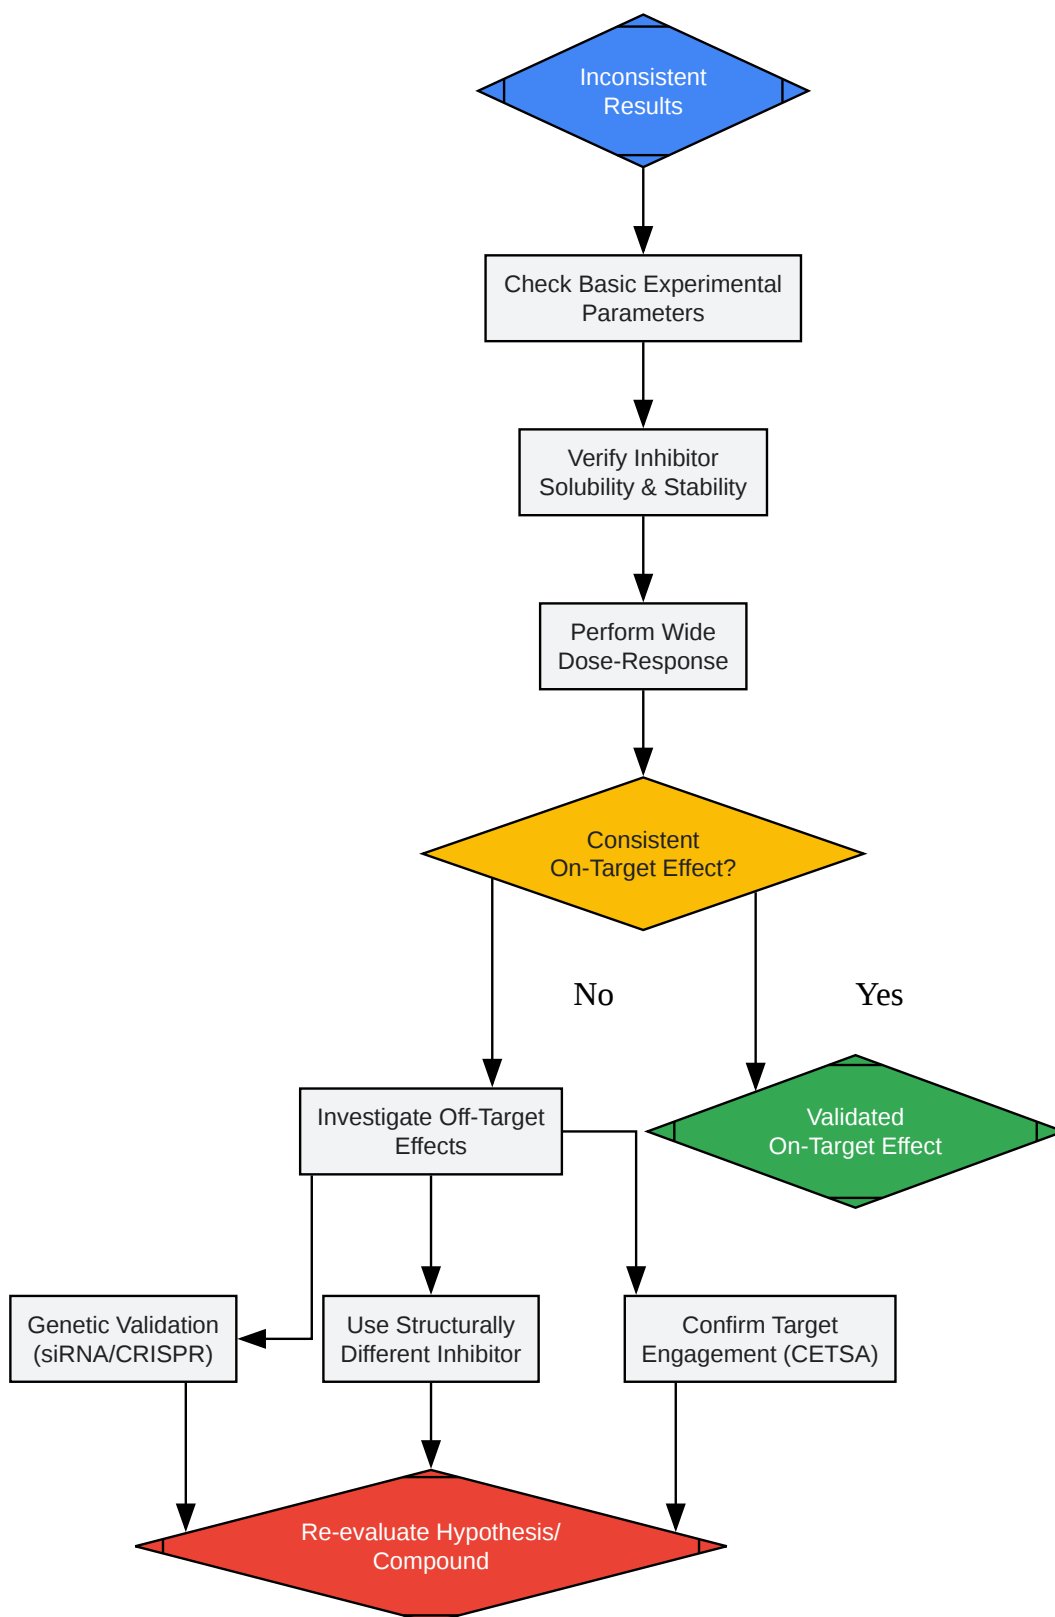 Inconsistent
Results
Check Basic Experimental
Parameters
Verify Inhibitor
Solubility & Stability
Perform Wide
Dose-Response
Consistent
On-Target Effect?
No
Yes
Investigate Off-Target
Effects
Validated
On-Target Effect
Genetic Validation
(siRNA/CRISPR)
Use Structurally
Different Inhibitor
Confirm Target
Engagement (CETSA)
Re-evaluate Hypothesis/
Compound